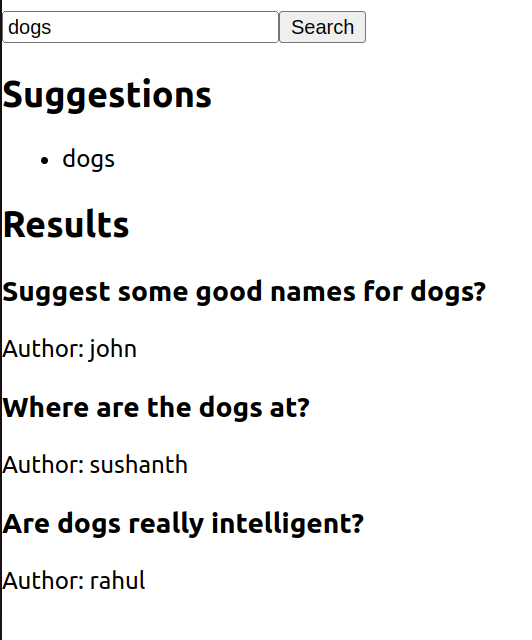 dogs Search
Suggestions
dogs
Results
Suggest some good names for dogs?
Author: john
Where are the dogs at?
Author: sushanth
Are dogs really intelligent?
Author: rahul